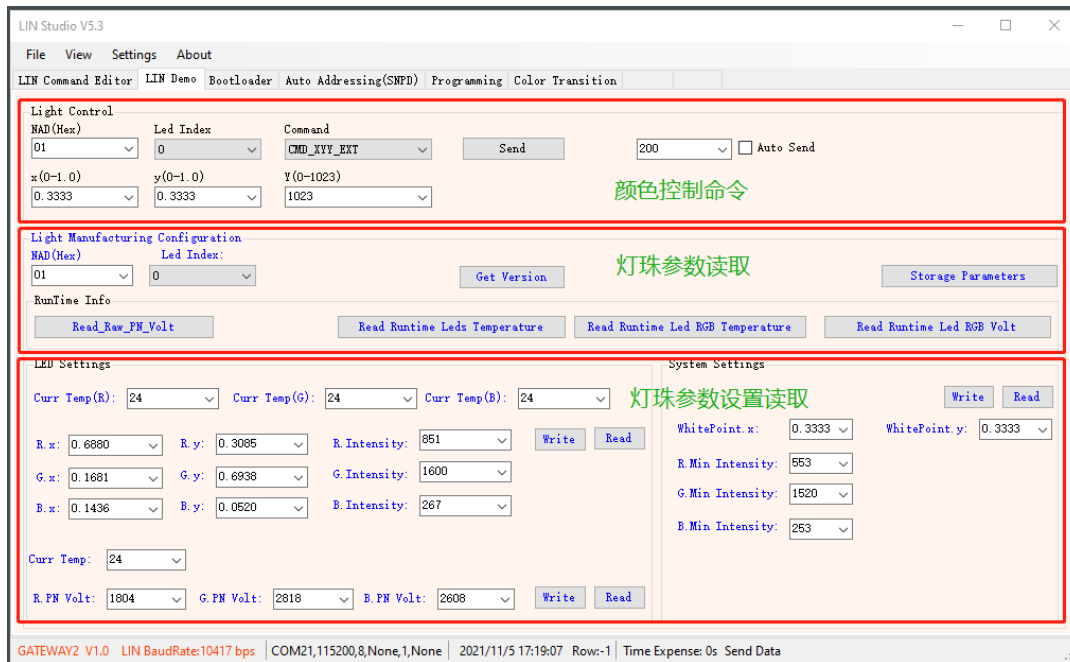 LIN Studio V5.3
File View Settings About
LIN Command Editor LIN Demo Bootloader Auto Addressing(SNPD) Programming Color Transition
Light Control
NAD(Hex) Led Index Command
01 0 CMD_XYY_EXT Send 200 Auto Send
x(0-1.0) y(0-1.0) Y(0-1023)
0.3333 0.3333 1023
颜色控制命令
Light Manufacturing Configuration
NAD(Hex) Led Index:
01 0 Get Version 灯珠参数读取 Storage Parameters
RunTime Info
Read_Raw_PN_Volt Read Runtime Leds Temperature Read Runtime Led RGB Temperature Read Runtime Led RGB Volt
LED Settings System Settings
Curr Temp(R): 24 Curr Temp(G): 24 Curr Temp(B): 24 灯珠参数设置读取 Write Read
R.x: 0.6880 R.y: 0.3085 R.Intensity: 851 Write Read WhitePoint.x: 0.3333 WhitePoint.y: 0.3333
G.x: 0.1681 G.y: 0.6938 G.Intensity: 1600 R.Min Intensity: 553
B.x: 0.1436 B.y: 0.0520 B.Intensity: 267 G.Min Intensity: 1520
B.Min Intensity: 253
Curr Temp: 24
R.PN Volt: 1804 G.PN Volt: 2818 B.PN Volt: 2608 Write Read
GATEWAY2 V1.0 LIN BaudRate:10417 bps COM21,115200,8,None,1,None 2021/11/5 17:19:07 Row:-1 Time Expense: 0s Send Data